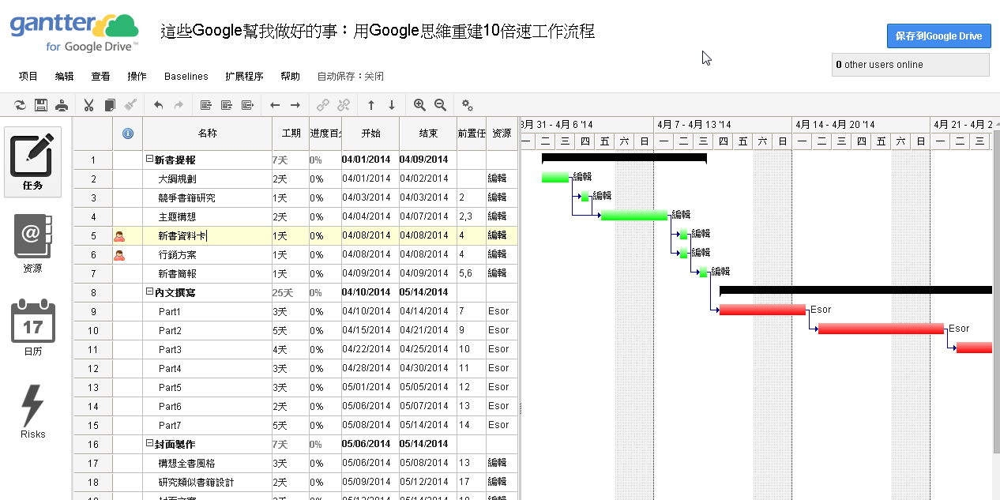 gantter
for Google Drive™
這些Google幫我做好的事：用Google思維重建10倍速工作流程
保存到Google Drive
0 other users online
项目 编辑 查看 操作 Baselines 扩展程序 帮助 自动保存：关闭
名称 工期 进度百 开始 结束 前置任 资源
月 31 - 4月 6 '14 4月 7 - 4月 13 '14 4月 14 - 4月 20 '14 4月 21 - 4月 2
一 二 三 四 五 六 日 一 二 三 四 五 六 日 一 二 三 四 五 六 日 一 二 三
任务
@
资源
17
日历
Risks
1 新書提報 7天 0% 04/01/2014 04/09/2014
2 大綱規劃 2天 0% 04/01/2014 04/02/2014 編輯 編輯
3 競爭書籍研究 1天 0% 04/03/2014 04/03/2014 2 編輯 編輯
4 主題構想 2天 0% 04/04/2014 04/07/2014 2,3 編輯 編輯
5 新書資料卡 1天 0% 04/08/2014 04/08/2014 4 編輯 編輯
6 行銷方案 1天 0% 04/08/2014 04/08/2014 4 編輯 編輯
7 新書簡報 1天 0% 04/09/2014 04/09/2014 5,6 編輯 編輯
8 內文撰寫 25天 0% 04/10/2014 05/14/2014
9 Part1 3天 0% 04/10/2014 04/14/2014 7 Esor Esor
10 Part2 5天 0% 04/15/2014 04/21/2014 9 Esor Esor
11 Part3 4天 0% 04/22/2014 04/25/2014 10 Esor
12 Part4 3天 0% 04/28/2014 04/30/2014 11 Esor
13 Part5 3天 0% 05/01/2014 05/05/2014 12 Esor
14 Part6 2天 0% 05/06/2014 05/07/2014 13 Esor
15 Part7 5天 0% 05/08/2014 05/14/2014 14 Esor
16 封面製作 7天 0% 05/06/2014 05/14/2014
17 構想全書風格 3天 0% 05/06/2014 05/08/2014 13 編輯
18 研究類似書籍設計 2天 0% 05/09/2014 05/12/2014 17 編輯